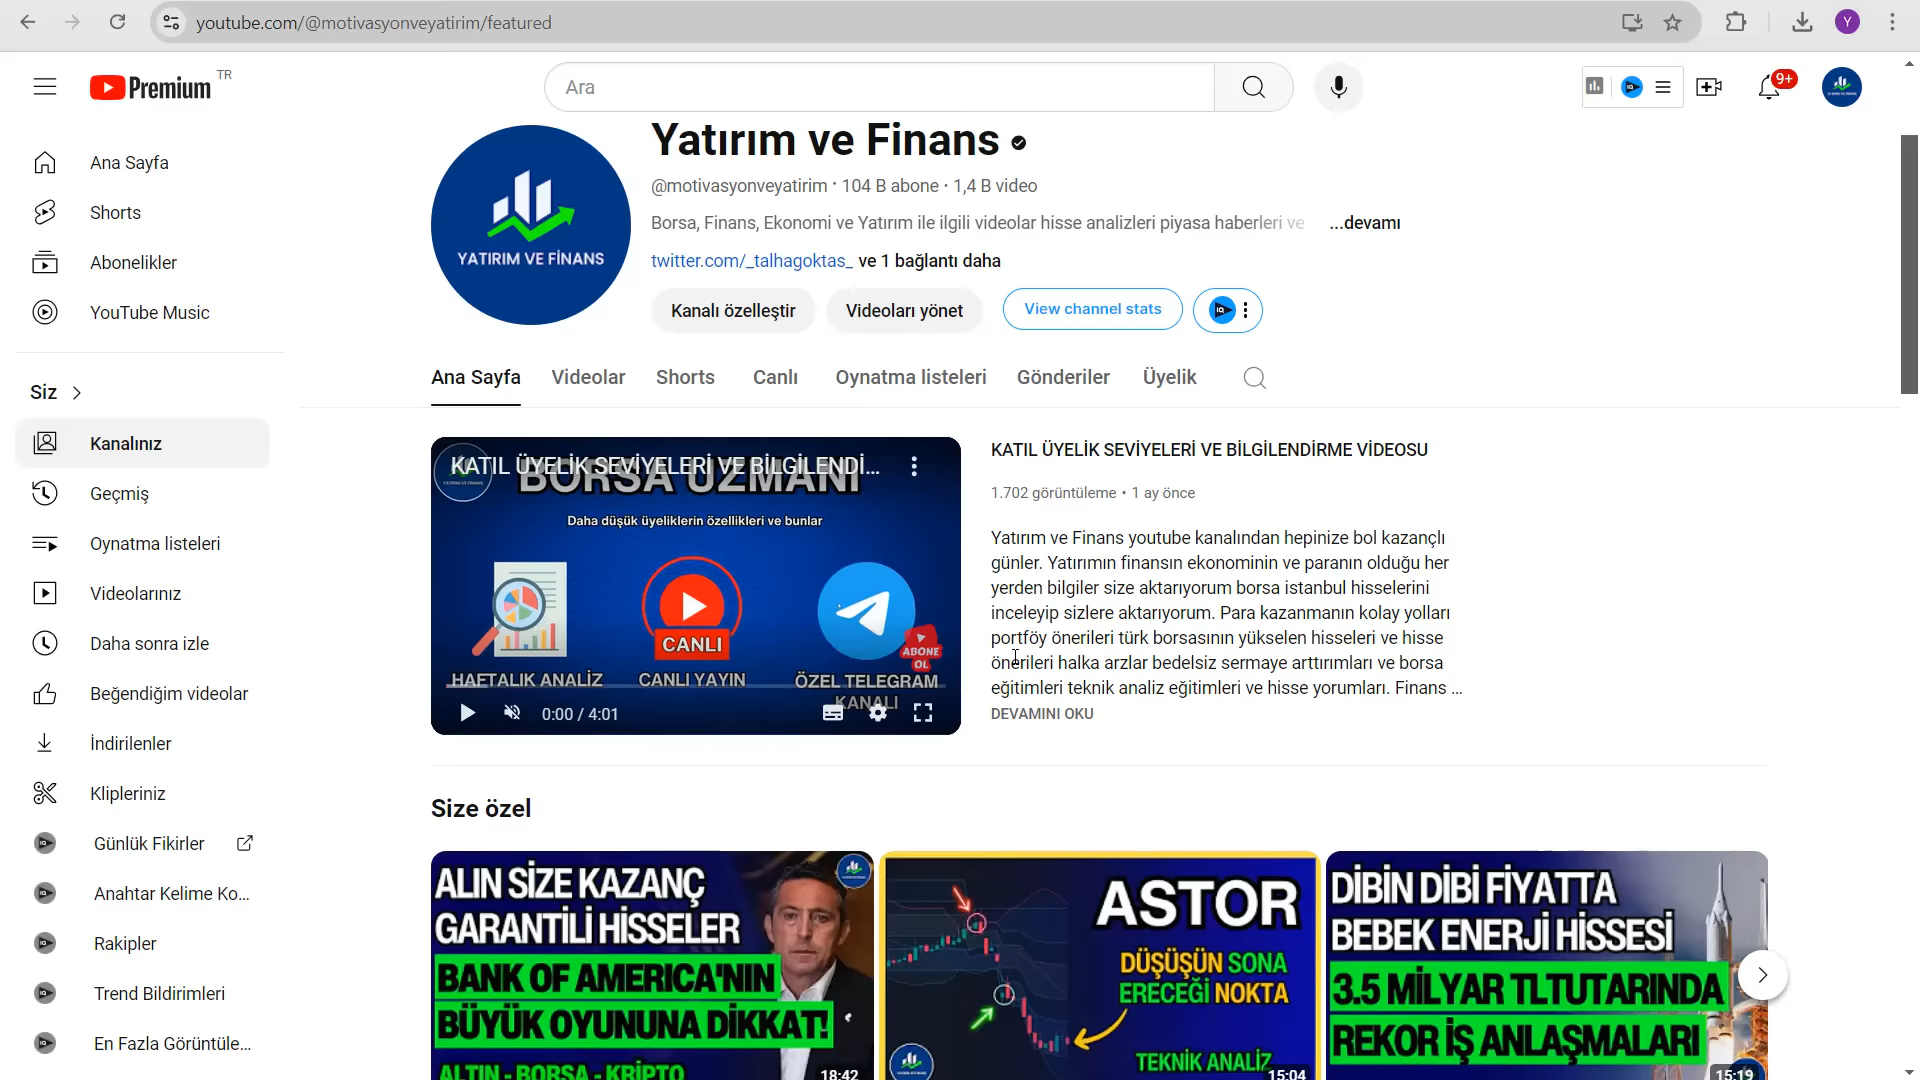 youtube.com/@motivasyonveyatirim/featured
Y
Premium TR
Ara
9+
Ana Sayfa
Shorts
Abonelikler
YouTube Music
Siz
Kanalınız
Geçmiş
Oynatma listeleri
Videolarınız
Daha sonra izle
Beğendiğim videolar
İndirilenler
Klipleriniz
Günlük Fikirler
Anahtar Kelime Ko...
Rakipler
Trend Bildirimleri
En Fazla Görüntüle...
YATIRIM VE FİNANS
Yatırım ve Finans
@motivasyonveyatirim • 104 B abone • 1,4 B video
Borsa, Finans, Ekonomi ve Yatırım ile ilgili videolar hisse analizleri piyasa haberleri ve ...devamı
twitter.com/_talhagoktas_ ve 1 bağlantı daha
Kanalı özelleştir
Videoları yönet
View channel stats
Ana Sayfa
Videolar
Shorts
Canlı
Oynatma listeleri
Gönderiler
Üyelik
KATIL ÜYELİK SEVİYELERİ VE BİLGİLENDİ...
BORSA UZMANI
Daha düşük üyeliklerin özellikleri ve bunlar
CANLI
ABONE
OL
HAFTALIK ANALİZ
CANLI YAYIN
ÖZEL TELEGRAM
KANALI
0:00 / 4:01
KATIL ÜYELİK SEVİYELERİ VE BİLGİLENDİRME VİDEOSU
1.702 görüntüleme • 1 ay önce
Yatırım ve Finans youtube kanalından hepinize bol kazançlı
günler. Yatırımın finansın ekonominin ve paranın olduğu her
yerden bilgiler size aktarıyorum borsa istanbul hisselerini
inceleyip sizlere aktarıyorum. Para kazanmanın kolay yolları
portföy önerileri türk borsasının yükselen hisseleri ve hisse
önerileri halka arzlar bedelsiz sermaye arttırımları ve borsa
eğitimleri teknik analiz eğitimleri ve hisse yorumları. Finans ...
DEVAMINI OKU
Size özel
ALIN SİZE KAZANÇ
GARANTİLİ HİSSELER
BANK OF AMERICA'NIN
BÜYÜK OYUNUNA DİKKAT!
ALTIN - BORSA - KRİPTO
18:42
ASTOR
DÜŞÜŞÜN SONA
ERECEĞİ NOKTA
TEKNİK ANALİZ
15:04
DİBİN DİBİ FİYATTA
BEBEK ENERJİ HİSSESİ
3.5 MİLYAR TL TUTARINDA
REKOR İŞ ANLAŞMALARI
15:19